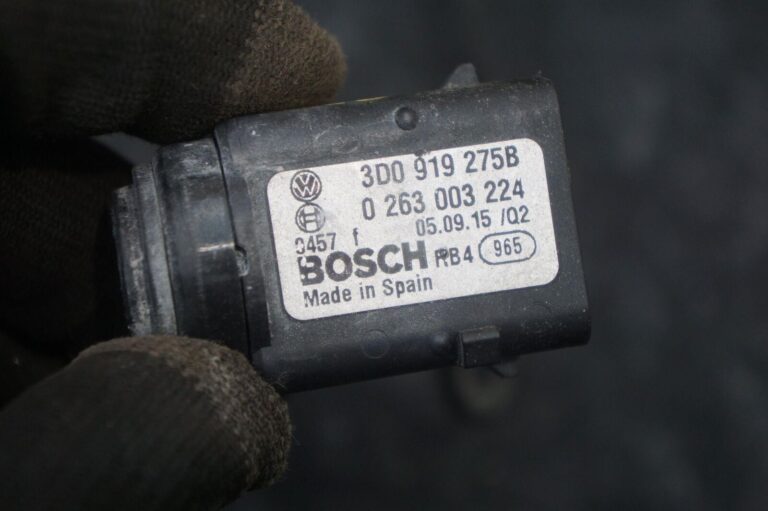 3D0 919 275B
0 263 003 224
05.09.15 /Q2
0457 f
BOSCH RB4 965
Made in Spain